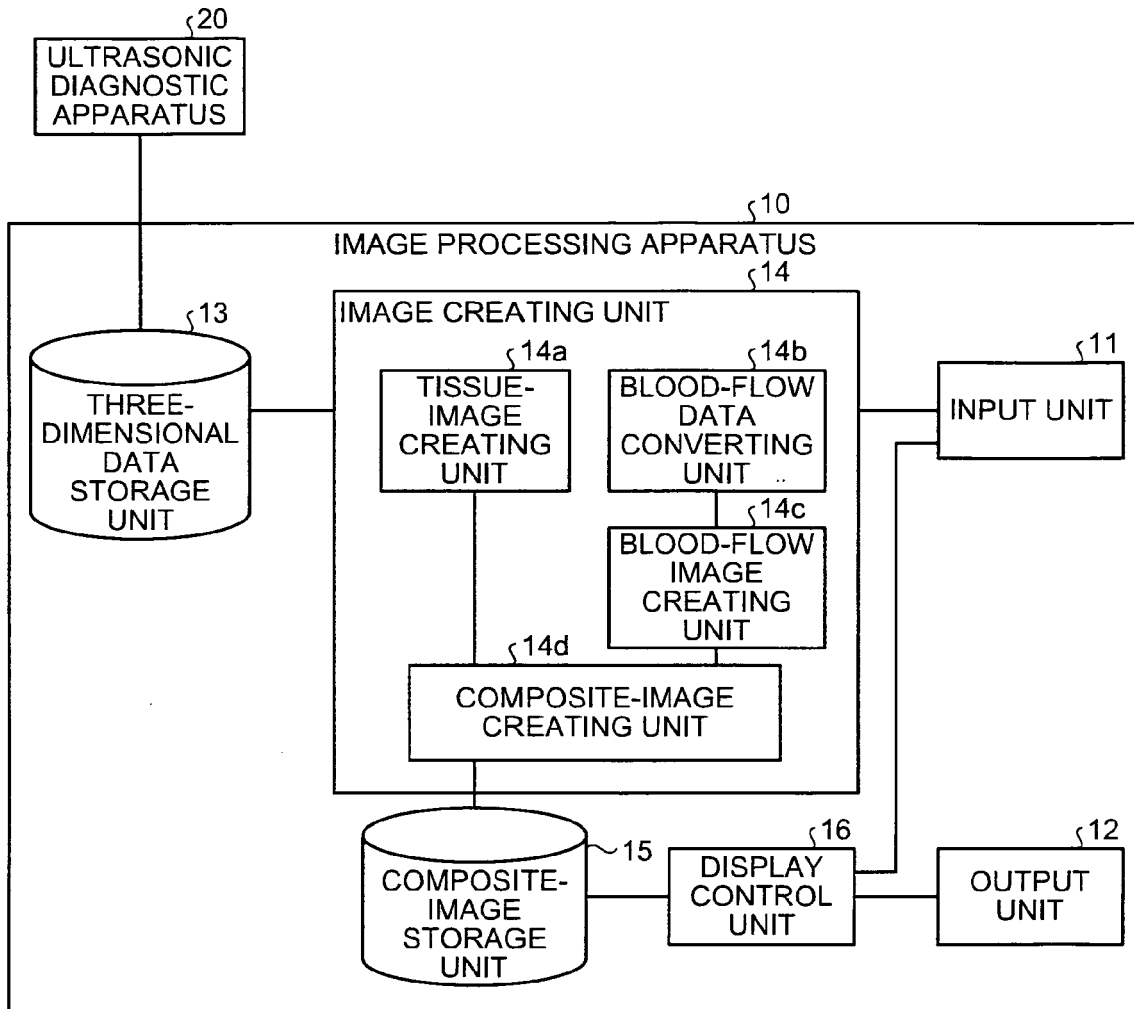 20
ULTRASONIC
DIAGNOSTIC
APPARATUS
10
IMAGE PROCESSING APPARATUS
14
IMAGE CREATING UNIT
13
THREE-
DIMENSIONAL
DATA
STORAGE
UNIT
14a
TISSUE-
IMAGE
CREATING
UNIT
14b
BLOOD-FLOW
DATA
CONVERTING
UNIT
14c
BLOOD-FLOW
IMAGE
CREATING
UNIT
14d
COMPOSITE-IMAGE
CREATING UNIT
11
INPUT UNIT
15
COMPOSITE-
IMAGE
STORAGE
UNIT
16
DISPLAY
CONTROL
UNIT
12
OUTPUT
UNIT